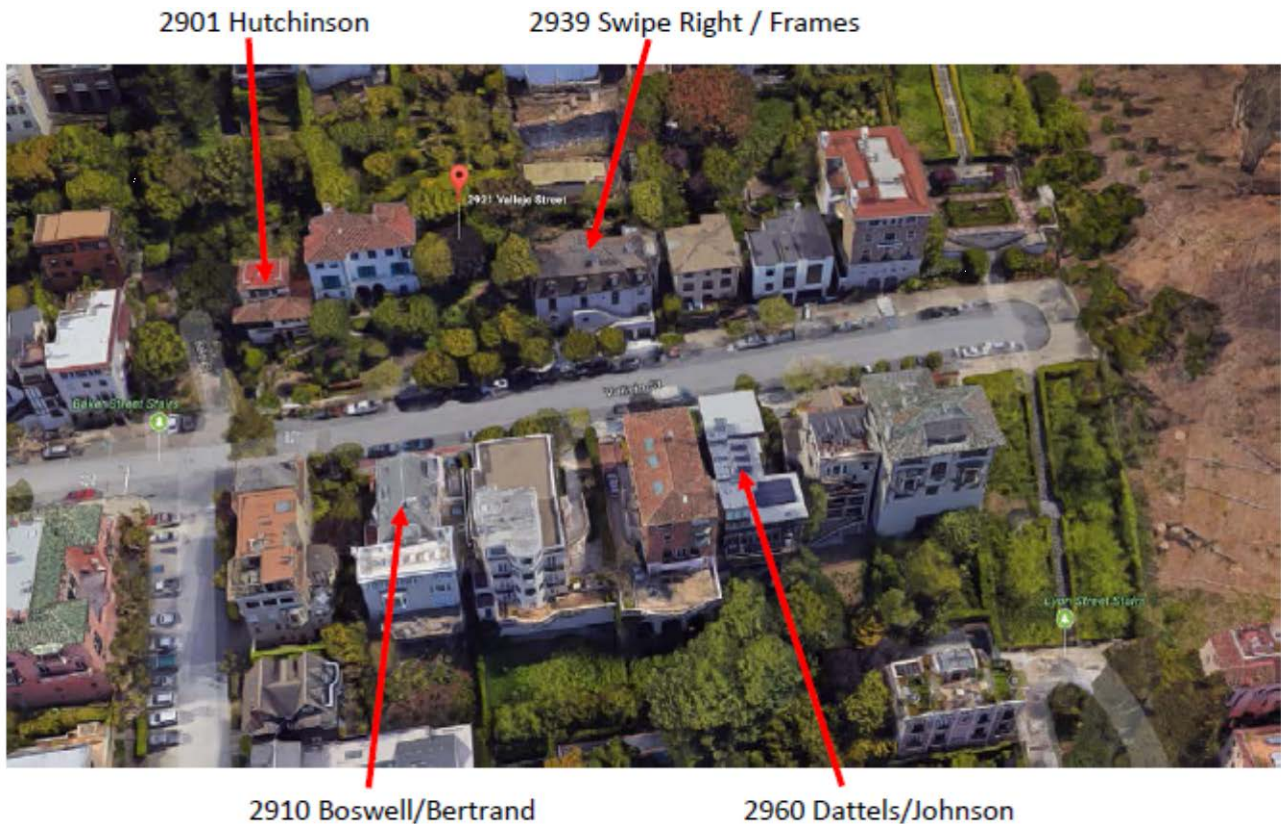 2901 Hutchinson
2939 Swipe Right / Frames
2921 Vallejo Street
Vallejo St
Baker Street Stairs
Lyon Street Stairs
2910 Boswell/Bertrand
2960 Dattels/Johnson